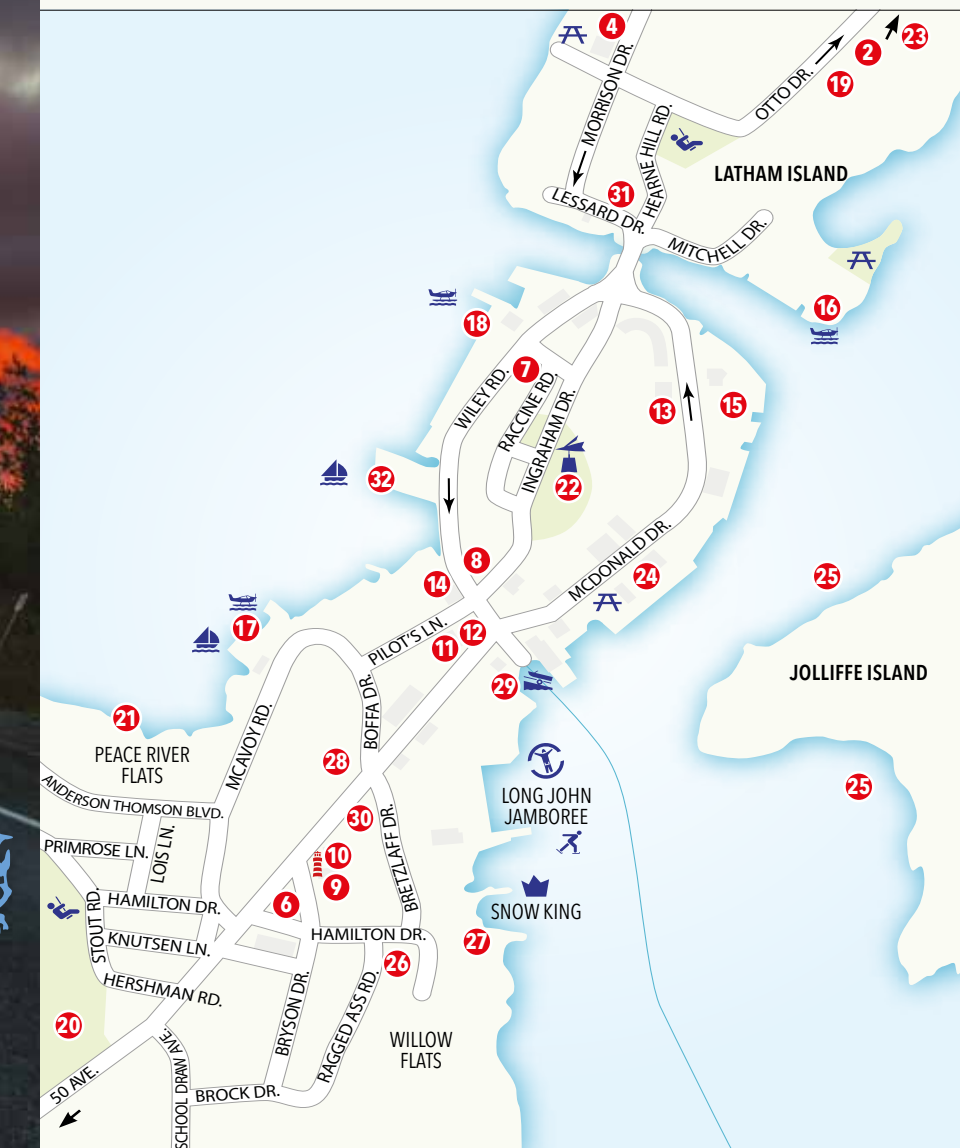 4
23
2
19
MORRISON DR.
OTTO DR.
HEARNE HILL RD.
LATHAM ISLAND
31
LESSARD DR.
MITCHELL DR.
16
18
7
WILEY RD.
RACCINE RD.
INGRAHAM DR.
13
15
32
22
8
14
MCDONALD DR.
24
25
17
PILOT'S LN.
12
11
JOLLIFFE ISLAND
29
BOFFA DR.
21
PEACE RIVER
FLATS
MCAVOY RD.
28
25
LONG JOHN
JAMBOREE
ANDERSON THOMSON BLVD.
30
PRIMROSE LN.
LOIS LN.
10
9
BRETZLAFF DR.
SNOW KING
6
HAMILTON DR.
STOUT RD.
KNUTSEN LN.
HAMILTON DR.
27
26
HERSHMAN RD.
BRYSON DR.
RAGGED ASS RD.
20
WILLOW
FLATS
50 AVE.
SCHOOL DRAW AVE.
BROCK DR.